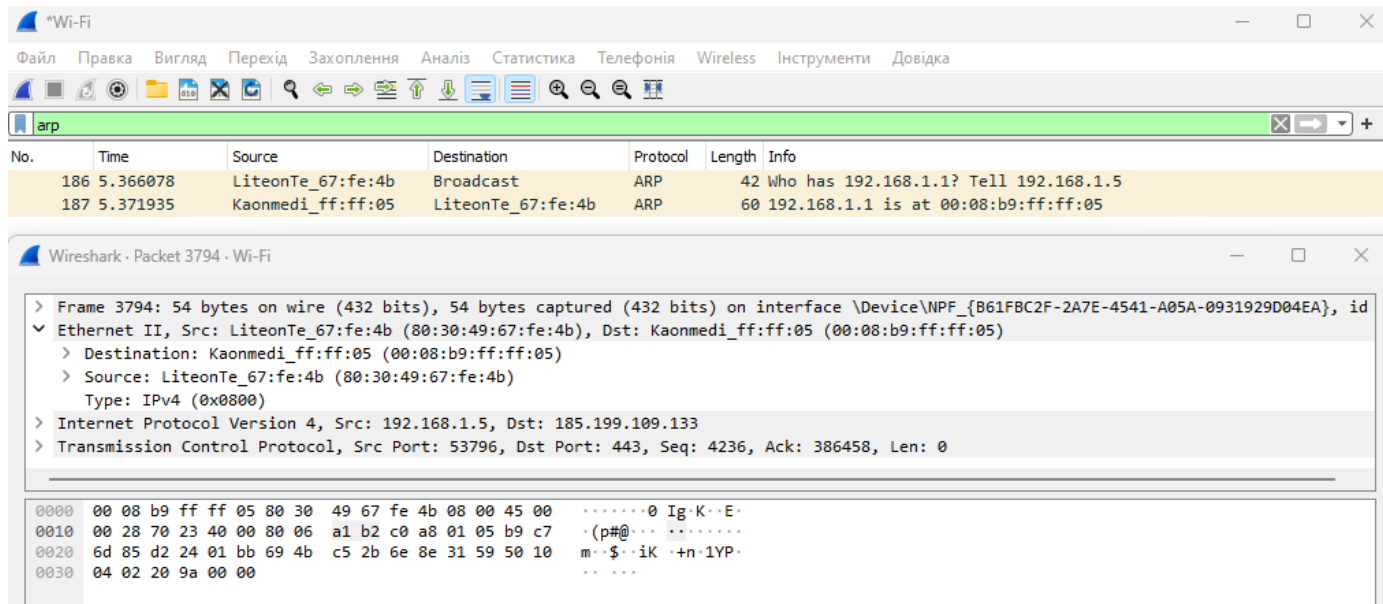 *Wi-Fi
Файл Правка Вигляд Перехід Захоплення Аналіз Статистика Телефонія Wireless Інструменти Довідка
arp
No. Time Source Destination Protocol Length Info
186 5.366078 LiteonTe_67:fe:4b Broadcast ARP 42 Who has 192.168.1.1? Tell 192.168.1.5
187 5.371935 Kaonmedi_ff:ff:05 LiteonTe_67:fe:4b ARP 60 192.168.1.1 is at 00:08:b9:ff:ff:05
Wireshark · Packet 3794 · Wi-Fi
> Frame 3794: 54 bytes on wire (432 bits), 54 bytes captured (432 bits) on interface \Device\NPF_{B61FBC2F-2A7E-4541-A05A-0931929D04EA}, id
Ethernet II, Src: LiteonTe_67:fe:4b (80:30:49:67:fe:4b), Dst: Kaonmedi_ff:ff:05 (00:08:b9:ff:ff:05)
> Destination: Kaonmedi_ff:ff:05 (00:08:b9:ff:ff:05)
> Source: LiteonTe_67:fe:4b (80:30:49:67:fe:4b)
Type: IPv4 (0x0800)
> Internet Protocol Version 4, Src: 192.168.1.5, Dst: 185.199.109.133
> Transmission Control Protocol, Src Port: 53796, Dst Port: 443, Seq: 4236, Ack: 386458, Len: 0
0000 00 08 b9 ff ff 05 80 30 49 67 fe 4b 08 00 45 00 ·······0 Ig·K··E·
0010 00 28 70 23 40 00 80 06 a1 b2 c0 a8 01 05 b9 c7 ·(p#@··· ········
0020 6d 85 d2 24 01 bb 69 4b c5 2b 6e 8e 31 59 50 10 m··$··iK ·+n·1YP·
0030 04 02 20 9a 00 00 ·· ···